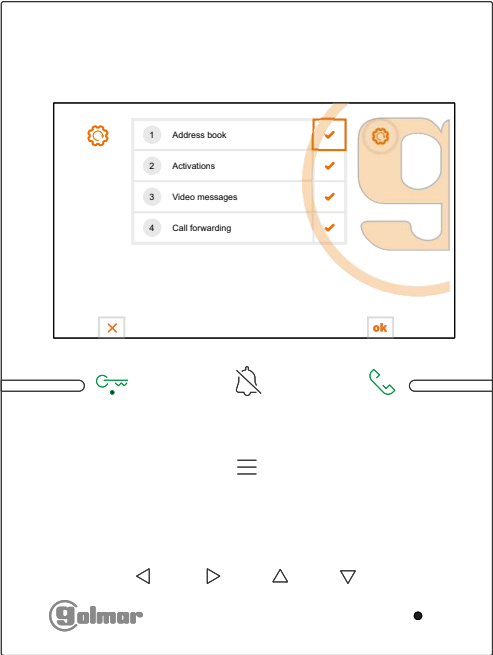 1 Address book
2 Activations
3 Video messages
4 Call forwarding
ok
golmar